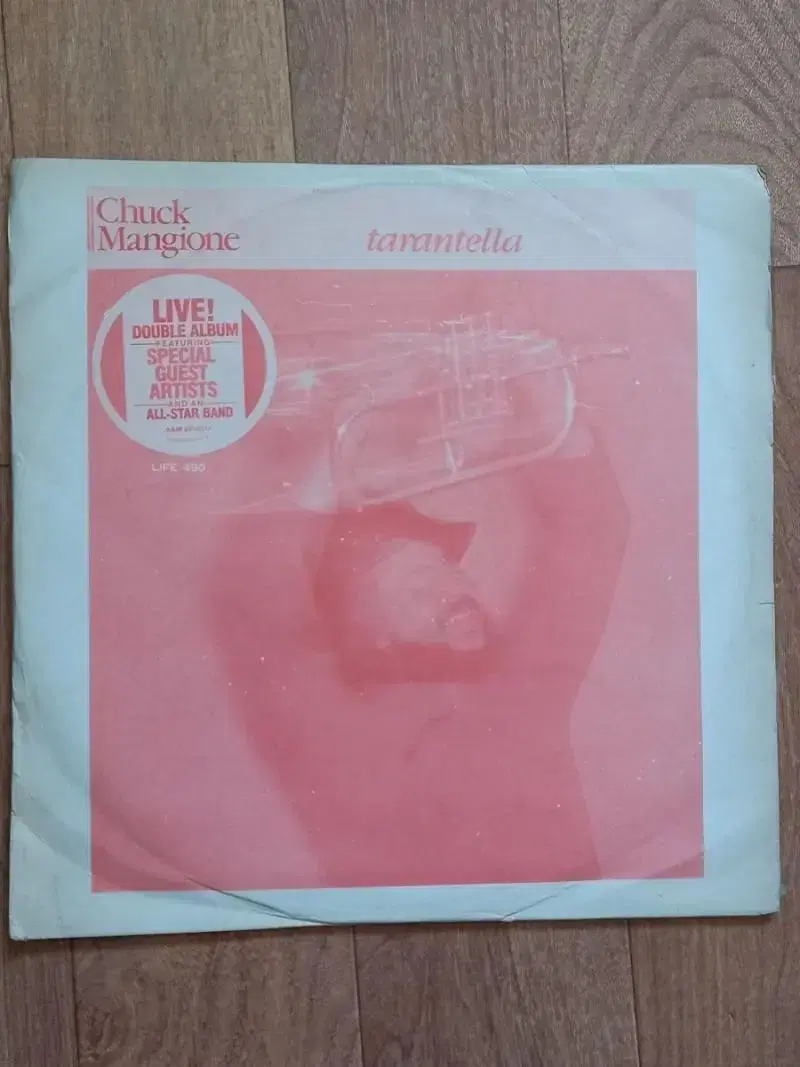 Chuck
Mangione
tarantella
LIVE!
DOUBLE ALBUM
FEATURING
SPECIAL
GUEST
ARTISTS
AND AN
ALL-STAR BAND
LIFE 490